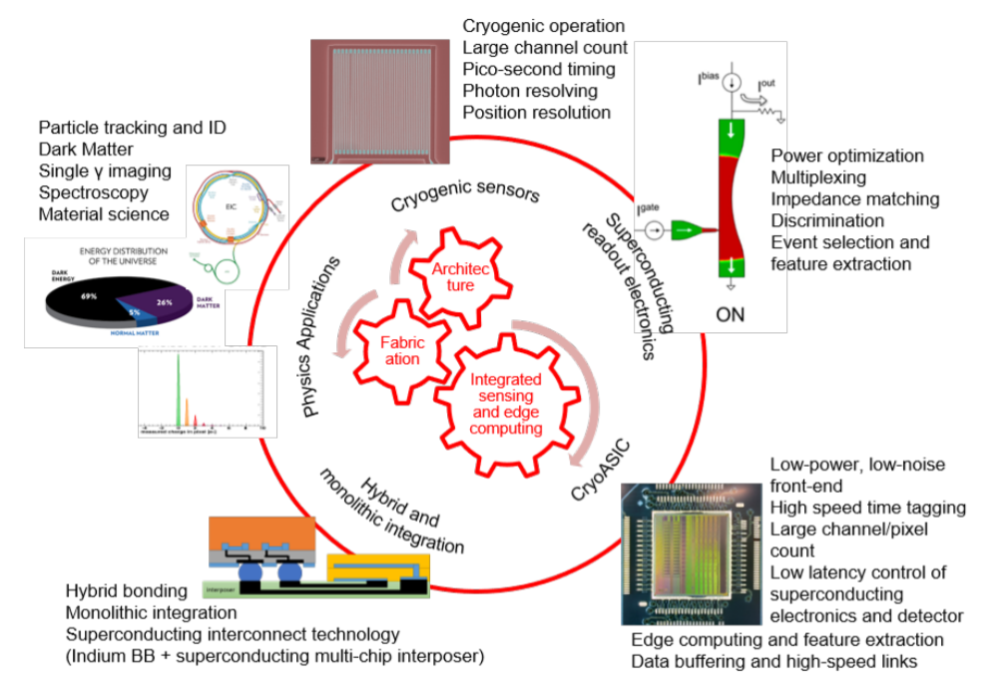 Cryogenic operation
Large channel count
Pico-second timing
Photon resolving
Position resolution
Particle tracking and ID
Dark Matter
Single γ imaging
Spectroscopy
Material science
EIC
ENERGY DISTRIBUTION
OF THE UNIVERSE
DARK
ENERGY
69%
26%
DARK
MATTER
5%
NORMAL MATTER
Ibias
Iout
Igate
ON
Power optimization
Multiplexing
Impedance matching
Discrimination
Event selection and
feature extraction
Cryogenic sensors
Superconducting
readout electronics
CryoASIC
Hybrid and
monolithic integration
Physics Applications
Architec
ture
Fabric
ation
Integrated
sensing
and edge
computing
Interposer
Hybrid bonding
Monolithic integration
Superconducting interconnect technology
(Indium BB + superconducting multi-chip interposer)
Low-power, low-noise
front-end
High speed time tagging
Large channel/pixel
count
Low latency control of
superconducting
electronics and detector
Edge computing and feature extraction
Data buffering and high-speed links